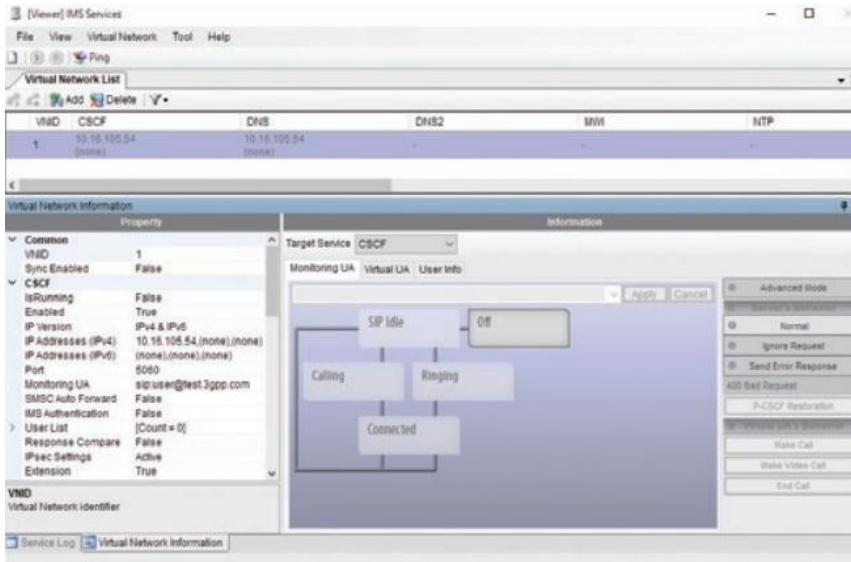 [Viewer] IMS Services
File View Virtual Network Tool Help
Ping
Virtual Network List
Add Delete
VNID CSCF DNS DNS2 MWI NTP
1 10.16.105.54 10.16.105.54 - - -
(none) (none)
Virtual Network Information
Property
Information
Common
VNID 1
Sync Enabled False
CSCF
IsRunning False
Enabled True
IP Version IPv4 & IPv6
IP Addresses (IPv4) 10.16.105.54,(none),(none)
IP Addresses (IPv6) (none),(none),(none)
Port 5060
Monitoring UA sip:user@test.3gpp.com
SMSC Auto Forward False
IMS Authentication False
User List [Count = 0]
Response Compare False
IPsec Settings Active
Extension True
VNID
Virtual Network identifier
Target Service CSCF
Monitoring UA Virtual UA User Info
Apply Cancel
SIP Idle Off
Calling Ringing
Connected
Advanced Mode
Server's Behavior
Normal
Ignore Request
Send Error Response
400 Bad Request
P-CSCF Restoration
Virtual UA's Behavior
Make Call
Make Video Call
End Call
Service Log Virtual Network Information